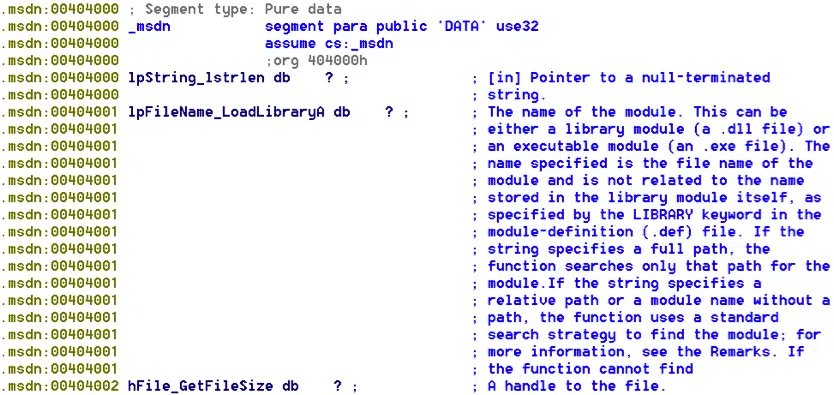 .msdn:00404000 ; Segment type: Pure data
.msdn:00404000 _msdn segment para public 'DATA' use32
.msdn:00404000 assume cs:_msdn
.msdn:00404000 ;org 404000h
.msdn:00404000 lpString_lstrlen db ? ; ; [in] Pointer to a null-terminated
.msdn:00404000 ; string.
.msdn:00404001 lpFileName_LoadLibraryA db ? ; ; The name of the module. This can be
.msdn:00404001 ; either a library module (a .dll file) or
.msdn:00404001 ; an executable module (an .exe file). The
.msdn:00404001 ; name specified is the file name of the
.msdn:00404001 ; module and is not related to the name
.msdn:00404001 ; stored in the library module itself, as
.msdn:00404001 ; specified by the LIBRARY keyword in the
.msdn:00404001 ; module-definition (.def) file. If the
.msdn:00404001 ; string specifies a full path, the
.msdn:00404001 ; function searches only that path for the
.msdn:00404001 ; module.If the string specifies a
.msdn:00404001 ; relative path or a module name without a
.msdn:00404001 ; path, the function uses a standard
.msdn:00404001 ; search strategy to find the module; for
.msdn:00404001 ; more information, see the Remarks. If
.msdn:00404001 ; the function cannot find
.msdn:00404002 hFile_GetFileSize db ? ; ; A handle to the file.